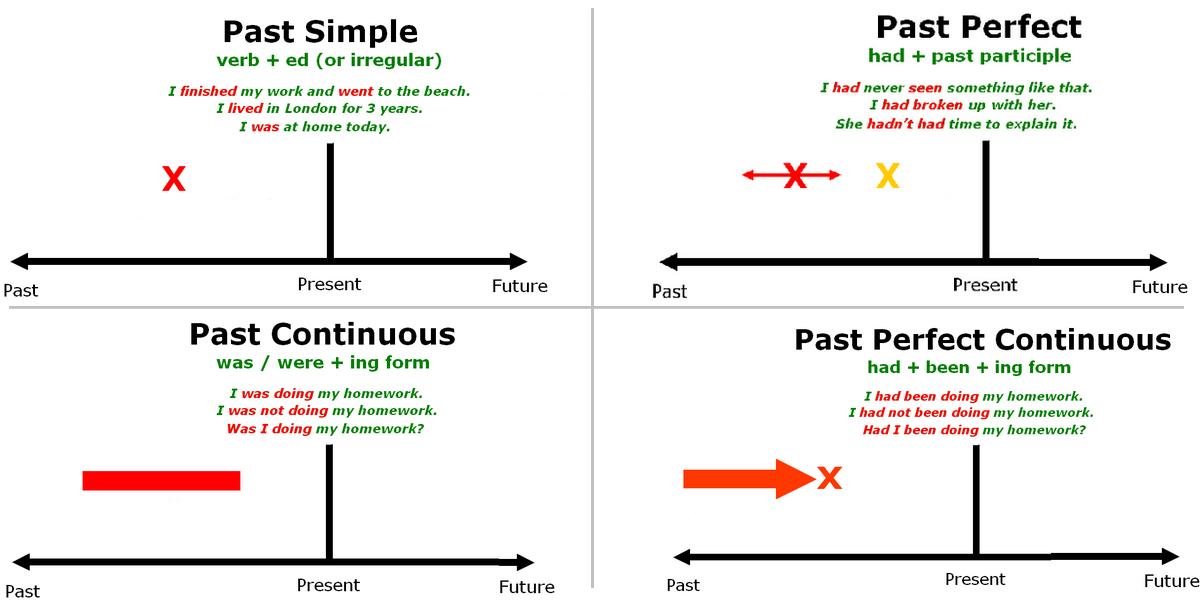 Past Simple
verb + ed (or irregular)
I finished my work and went to the beach.
I lived in London for 3 years.
I was at home today.
X
Past
Present
Future
Past Perfect
had + past participle
I had never seen something like that.
I had broken up with her.
She hadn't had time to explain it.
X X
Past
Present
Future
Past Continuous
was / were + ing form
I was doing my homework.
I was not doing my homework.
Was I doing my homework?
Past
Present
Future
Past Perfect Continuous
had + been + ing form
I had been doing my homework.
I had not been doing my homework.
Had I been doing my homework?
X
Past
Present
Future